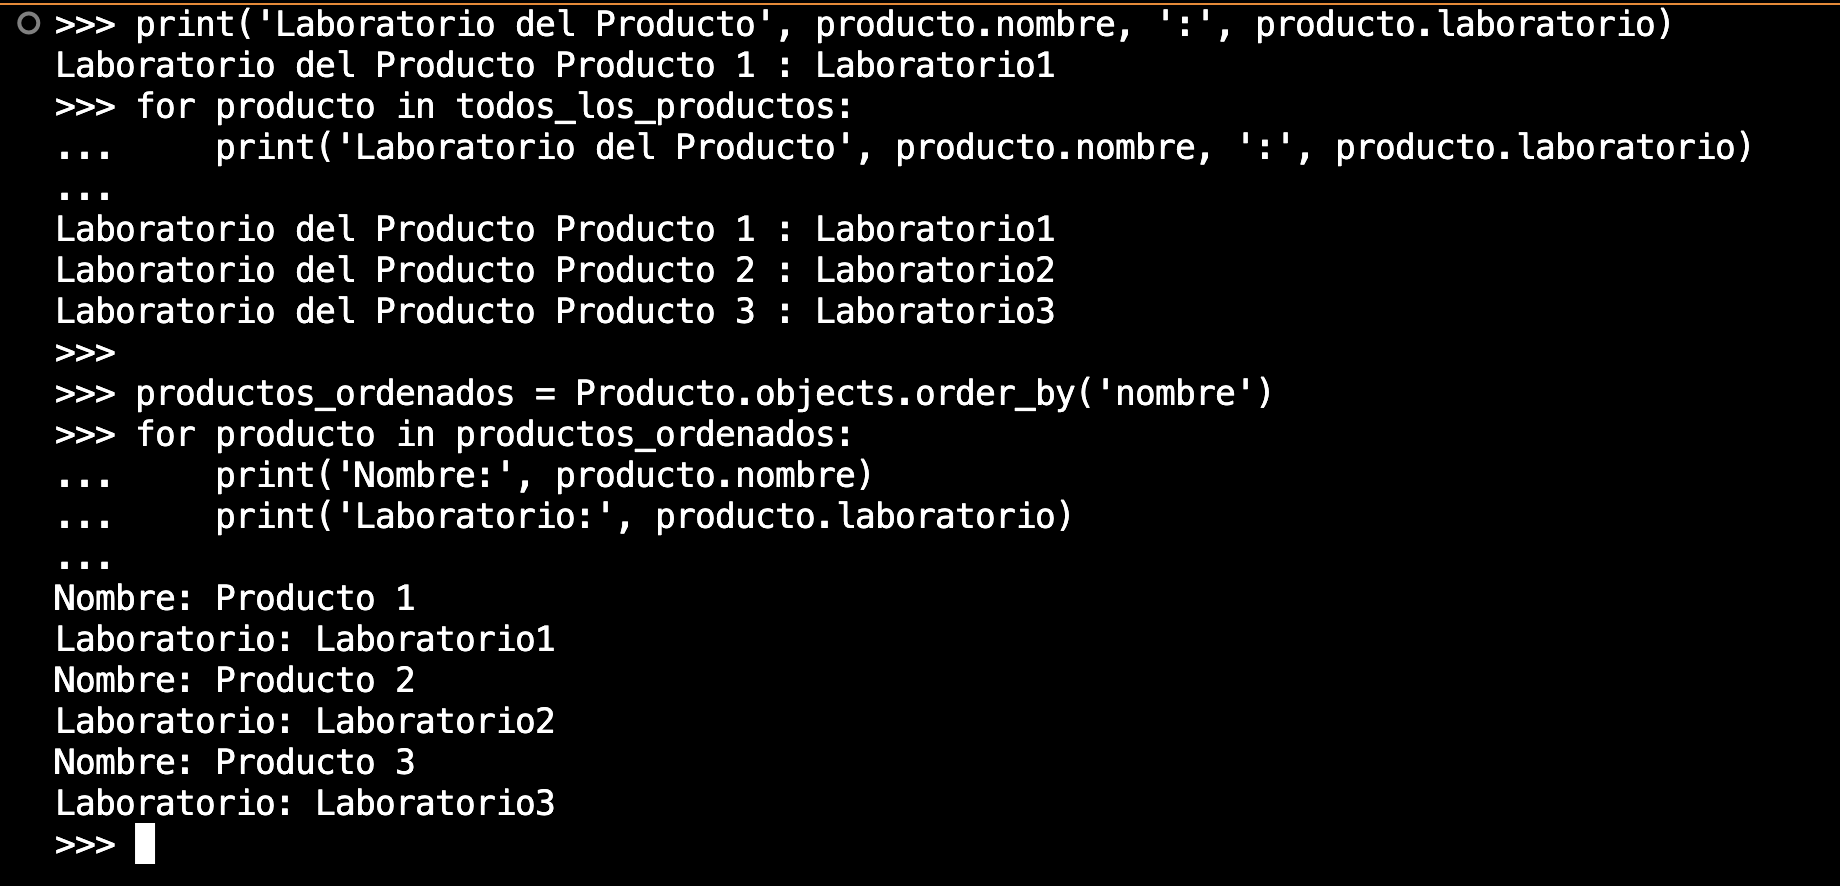 >>> print('Laboratorio del Producto', producto.nombre, ':', producto.laboratorio)
Laboratorio del Producto Producto 1 : Laboratorio1
>>> for producto in todos_los_productos:
...     print('Laboratorio del Producto', producto.nombre, ':', producto.laboratorio)
...
Laboratorio del Producto Producto 1 : Laboratorio1
Laboratorio del Producto Producto 2 : Laboratorio2
Laboratorio del Producto Producto 3 : Laboratorio3
>>>
>>> productos_ordenados = Producto.objects.order_by('nombre')
>>> for producto in productos_ordenados:
...     print('Nombre:', producto.nombre)
...     print('Laboratorio:', producto.laboratorio)
...
Nombre: Producto 1
Laboratorio: Laboratorio1
Nombre: Producto 2
Laboratorio: Laboratorio2
Nombre: Producto 3
Laboratorio: Laboratorio3
>>>